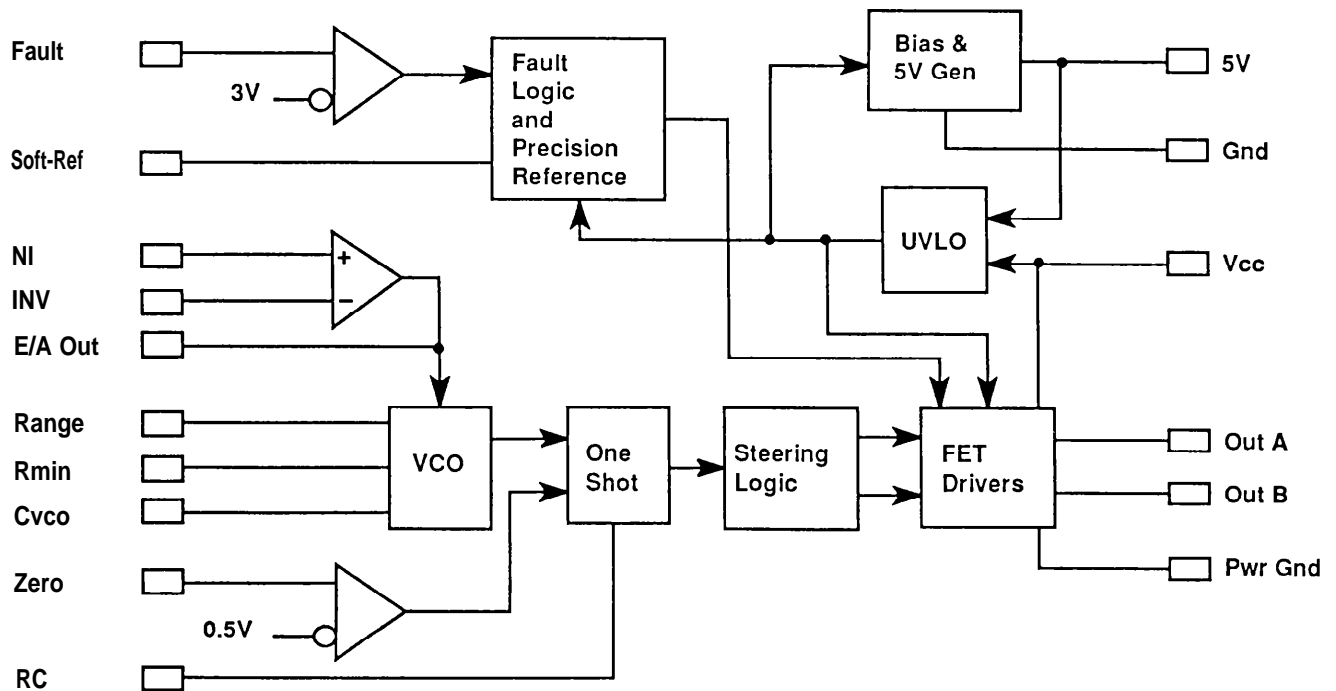 Fault
3V
Soft-Ref
NI
INV
E/A Out
Range
Rmin
Cvco
Zero
0.5V
RC
Fault
Logic
and
Precision
Reference
+
−
VCO
One
Shot
Steering
Logic
Bias &
5V Gen
UVLO
FET
Drivers
5V
Gnd
Vcc
Out A
Out B
Pwr Gnd